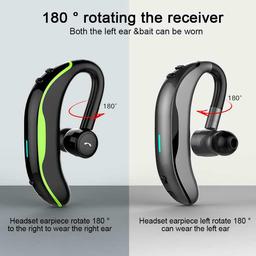 180 ° rotating the receiver
Both the left ear &bait can be worn
180°
180°
Headset earpiece rotate 180 °
to the right to wear the right ear
Headset earpiece left rotate 180 °
can wear the left ear